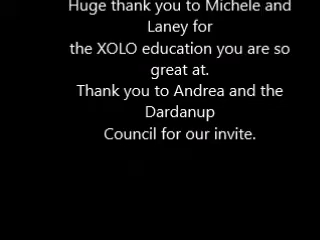 Huge thank you to Michele and
Laney for
the XOLO education you are so
great at.
Thank you to Andrea and the
Dardanup
Council for our invite.